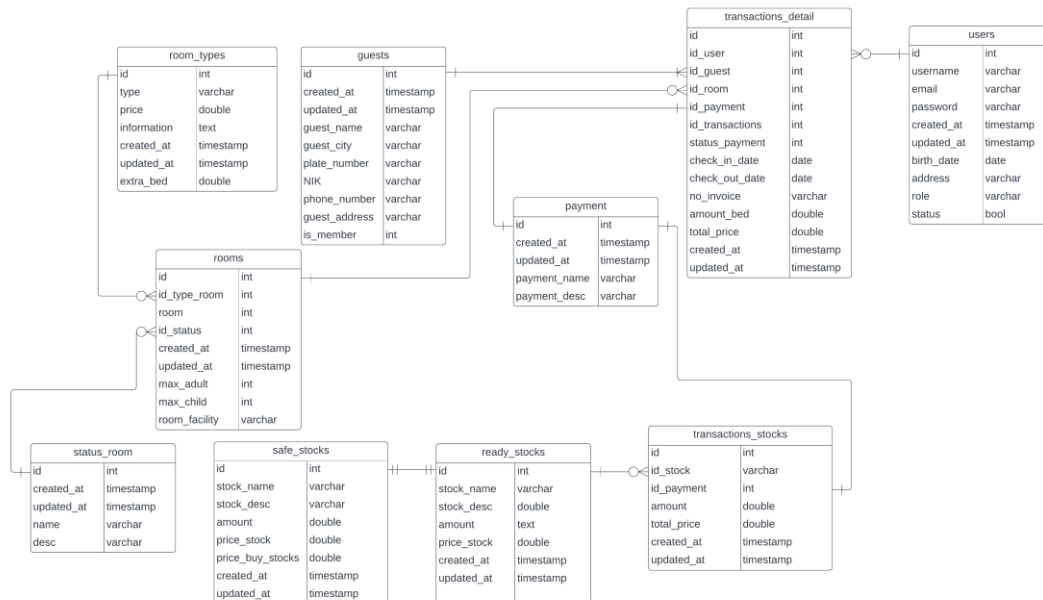 transactions_detail
id int
id_user int
id_guest int
id_room int
id_payment int
id_transactions int
status_payment int
check_in_date date
check_out_date date
no_invoice varchar
amount_bed double
total_price double
created_at timestamp
updated_at timestamp
users
id int
username varchar
email varchar
password varchar
created_at timestamp
updated_at timestamp
birth_date date
address varchar
role varchar
status bool
room_types
id int
type varchar
price double
information text
created_at timestamp
updated_at timestamp
extra_bed double
guests
id int
created_at timestamp
updated_at timestamp
guest_name varchar
guest_city varchar
plate_number varchar
NIK varchar
phone_number varchar
guest_address varchar
is_member int
payment
id int
created_at timestamp
updated_at timestamp
payment_name varchar
payment_desc varchar
rooms
id int
id_type_room int
room int
id_status int
created_at timestamp
updated_at timestamp
max_adult int
max_child int
room_facility varchar
status_room
id int
created_at timestamp
updated_at timestamp
name varchar
desc varchar
safe_stocks
id int
stock_name varchar
stock_desc varchar
amount double
price_stock double
price_buy_stocks double
created_at timestamp
updated_at timestamp
ready_stocks
id int
stock_name varchar
stock_desc double
amount text
price_stock double
created_at timestamp
updated_at timestamp
transactions_stocks
id int
id_stock varchar
id_payment int
amount double
total_price double
created_at timestamp
updated_at timestamp